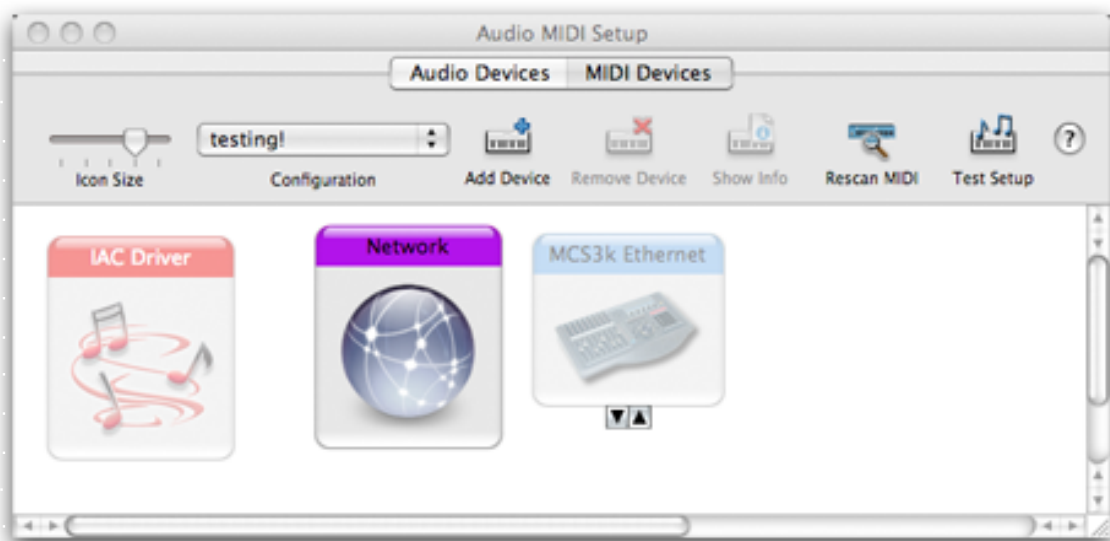 Audio MIDI Setup
Audio Devices MIDI Devices
testing!
Icon Size Configuration Add Device Remove Device Show Info Rescan MIDI Test Setup ?
IAC Driver Network MCS3k Ethernet